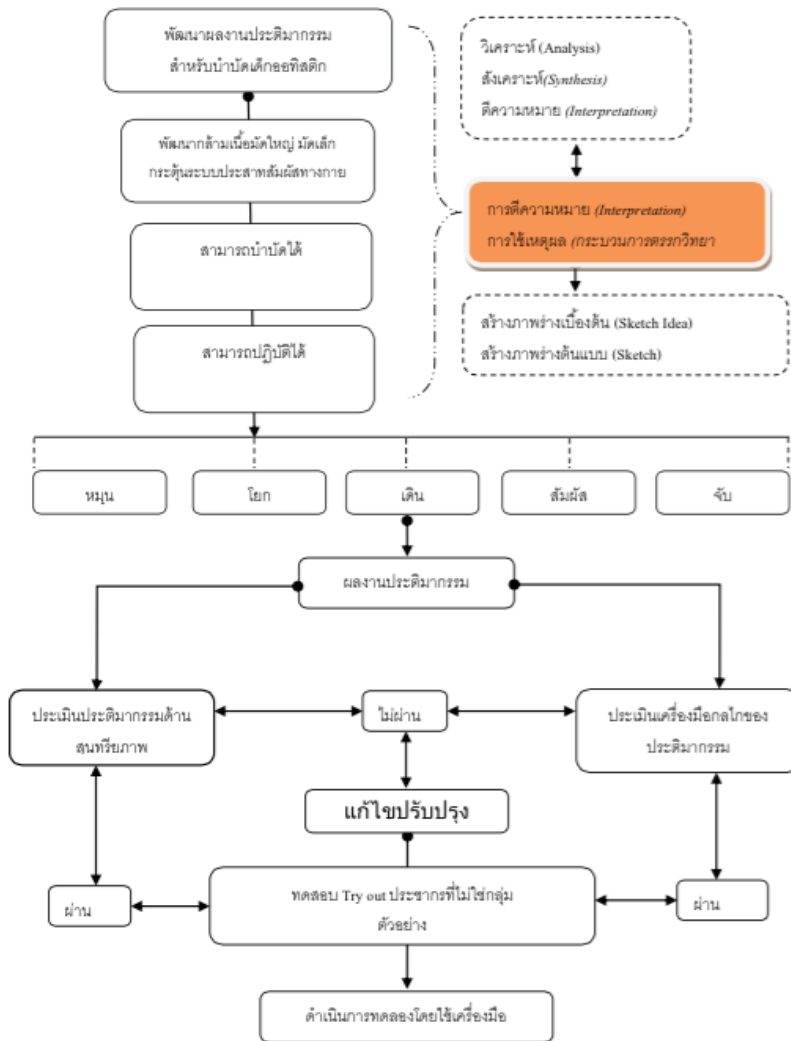 พัฒนาผลงานประติมากรรม
สำหรับบำบัดเด็กออทิสติก
พัฒนากล้ามเนื้อมัดใหญ่ มัดเล็ก
กระตุ้นระบบประสาทสัมผัสทางกาย
สามารถบำบัดได้
สามารถปฏิบัติได้
วิเคราะห์ (Analysis)
สังเคราะห์(Synthesis)
ตีความหมาย (Interpretation)
การตีความหมาย (Interpretation)
การใช้เหตุผล (กระบวนการตรรกวิทยา
สร้างภาพร่างเบื้องต้น (Sketch Idea)
สร้างภาพร่างต้นแบบ (Sketch)
หมุน
โยก
เดิน
สัมผัส
จับ
ผลงานประติมากรรม
ประเมินประติมากรรมด้าน
สุนทรียภาพ
ไม่ผ่าน
ประเมินเครื่องมือกลไกของ
ประติมากรรม
แก้ไขปรับปรุง
ผ่าน
ทดสอบ Try out ประชากรที่ไม่ใช่กลุ่ม
ตัวอย่าง
ผ่าน
ดำเนินการทดลองโดยใช้เครื่องมือ